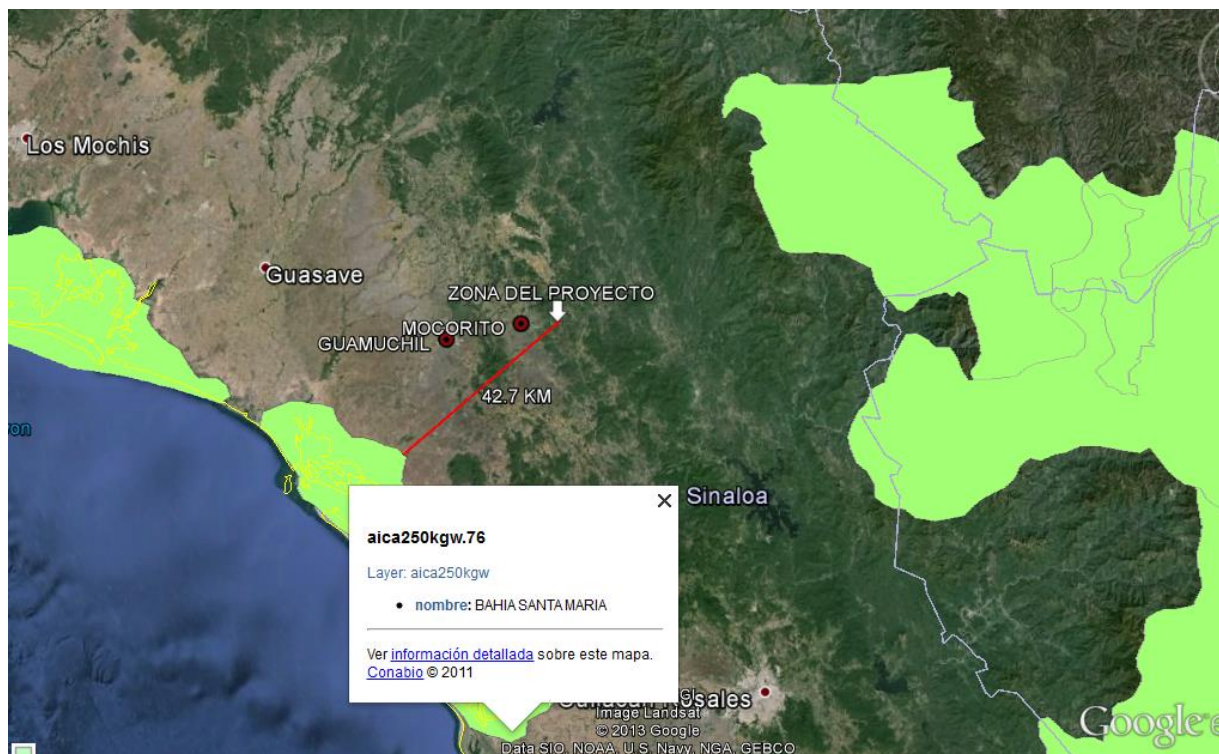 Los Mochis
Guasave
ZONA DEL PROYECTO
MOCORITO
GUAMUCHIL
42.7 KM
Sinaloa
aica250kgw.76
Layer: aica250kgw
nombre: BAHIA SANTA MARIA
Ver información detallada sobre este mapa.
Conabio © 2011
Rosales
Image Landsat
© 2013 Google
Data SIO, NOAA, U.S. Navy, NGA, GEBCO
Google